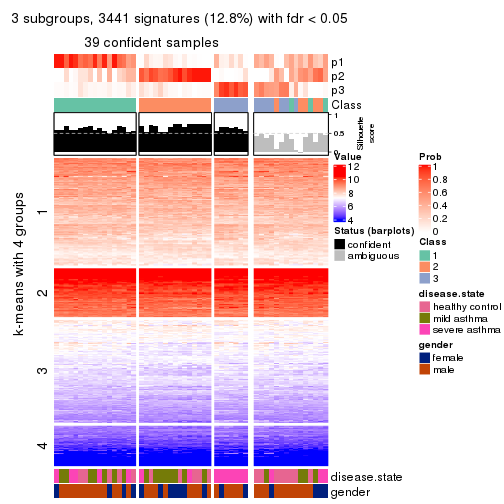 3 subgroups, 3441 signatures (12.8%) with fdr < 0.05
39 confident samples
p1
p2
p3
Class
1
0.5
0
Silhouette
score
k-means with 4 groups
1
2
3
4
disease.state
gender
Value
12
10
8
6
4
Status (barplots)
confident
ambiguous
Prob
1
0.8
0.6
0.4
0.2
0
Class
1
2
3
disease.state
healthy control
mild asthma
severe asthma
gender
female
male